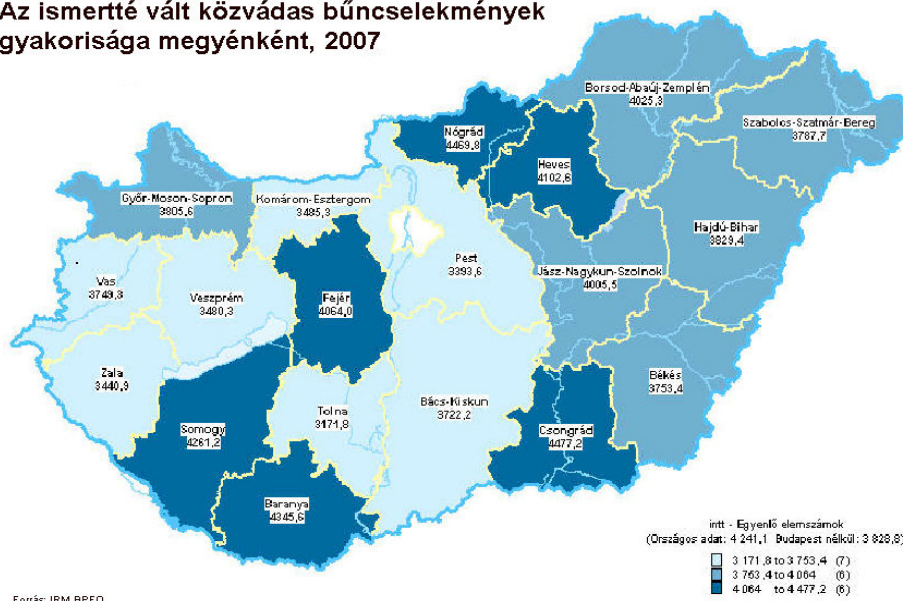 Az ismertté vált közvádas bűncselekmények
gyakorisága megyénként, 2007
Borsod-Abaúj-Zemplén
4025,3
Szabolcs-Szatmár-Bereg
3787,7
Nógrád
4469,8
Heves
4102,6
Győr-Moson-Sopron
3805,6
Komárom-Esztergom
3485,3
Hajdú-Bihar
3829,4
Pest
3393,6
Jász-Nagykun-Szolnok
4005,5
Vas
3749,3
Veszprém
3480,3
Fejér
4064,0
Zala
3440,9
Békés
3753,4
Bács-Kiskun
3722,2
Tolna
3171,8
Somogy
4261,2
Csongrád
4477,2
Baranya
4345,6
intt - Egyenlő elemszámok
(Országos adat: 4 241,1 Budapest nélkül: 3 828,8)
3 171,8 to 3 753,4 (7)
3 753,4 to 4 064 (6)
4 064 to 4 477,2 (6)
Forrás: IRM BPFO